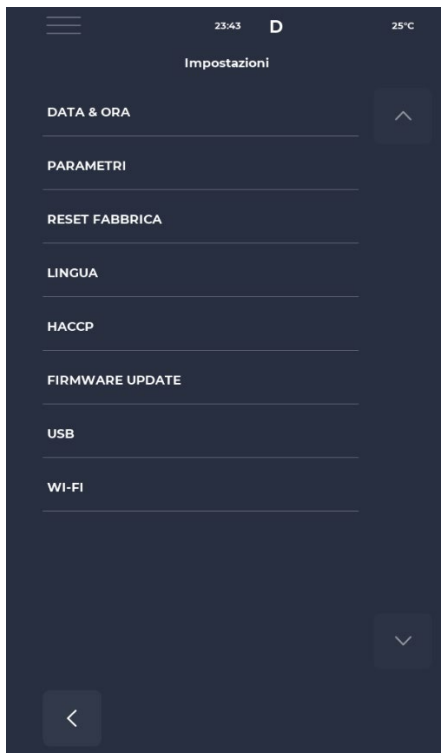 23:43 D 25°C
Impostazioni
DATA & ORA
PARAMETRI
RESET FABBRICA
LINGUA
HACCP
FIRMWARE UPDATE
USB
WI-FI